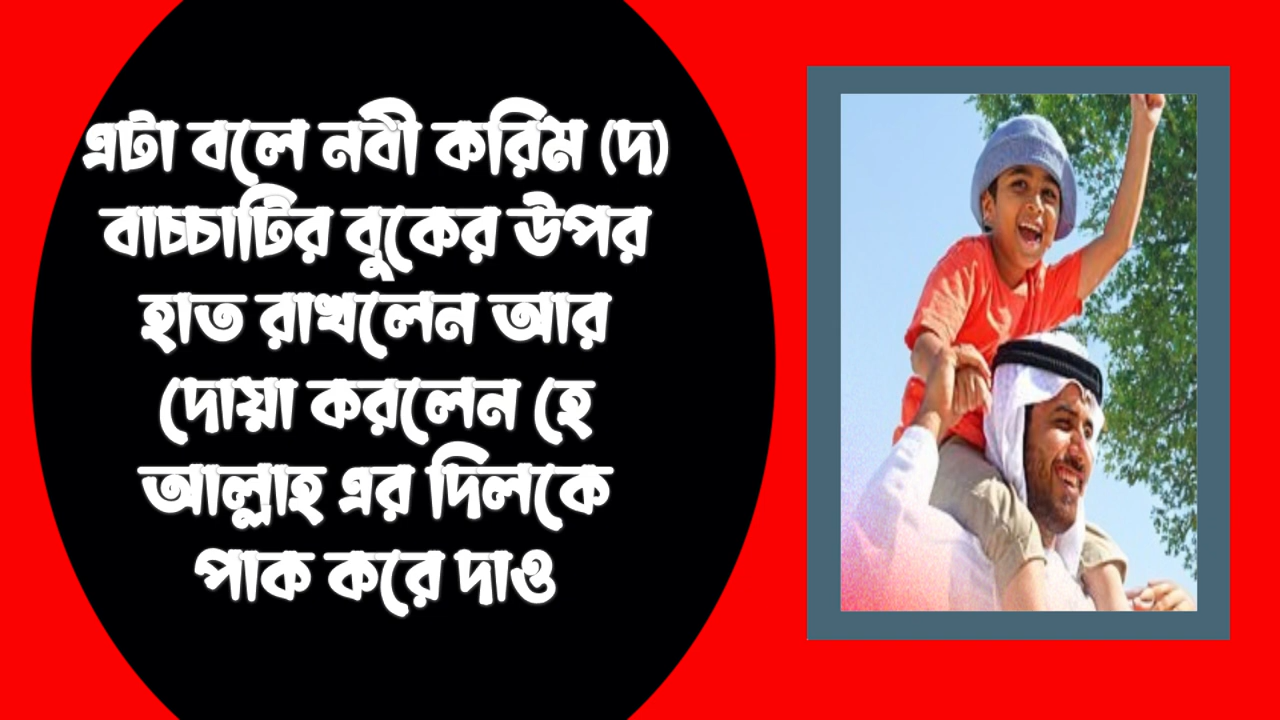 এটা বলে নবী করিম (দ)
বাচ্চাটির বুকের উপর
হাত রাখলেন আর
দোয়া করলেন হে
আল্লাহ এর দিলকে
পাক করে দাও